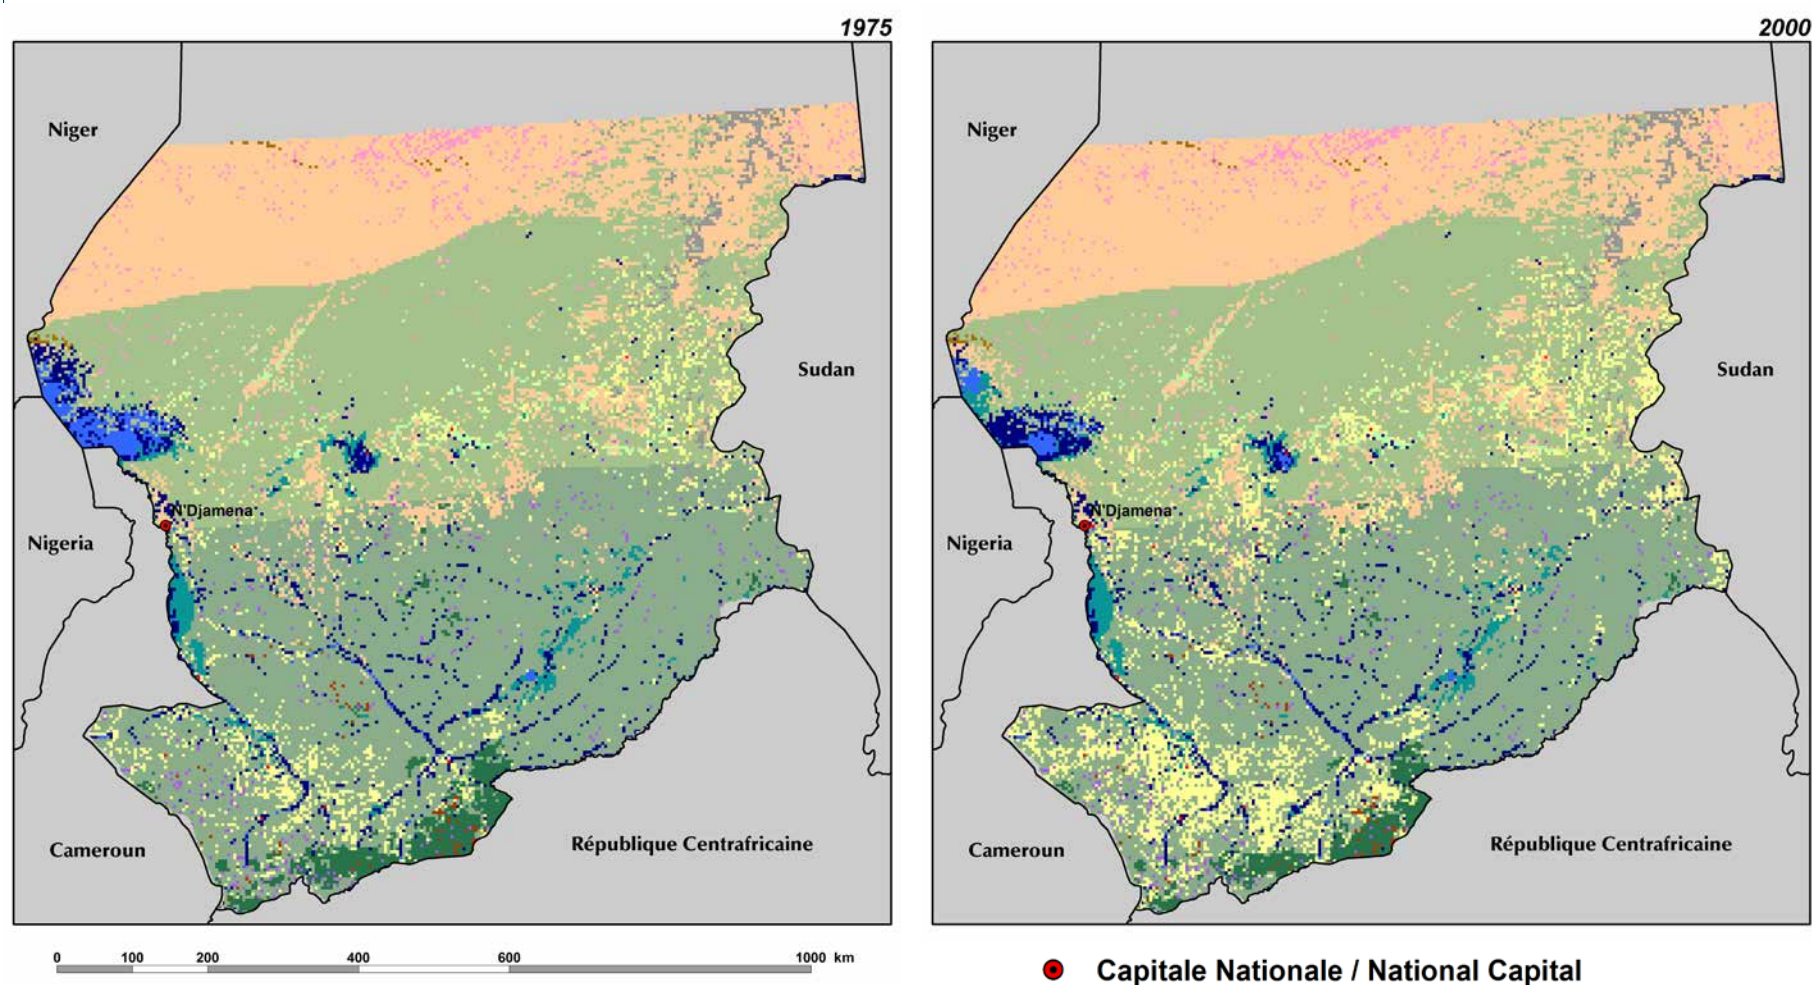 1975
Niger
Sudan
N'Djamena
Nigeria
Cameroun
République Centrafricaine
0 100 200 400 600 1000 km
2000
Niger
Sudan
N'Djamena
Nigeria
Cameroun
République Centrafricaine
Capitale Nationale / National Capital